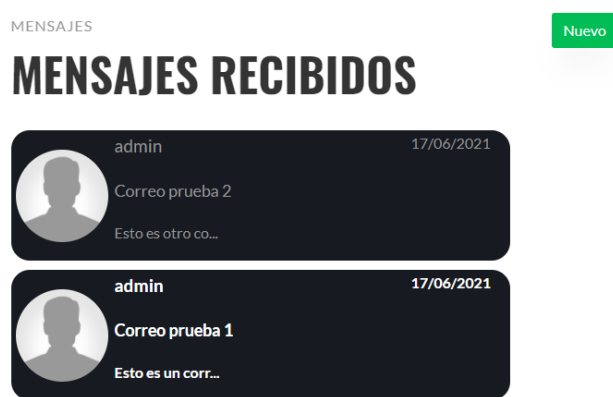 MENSAJES
Nuevo
MENSAJES RECIBIDOS
admin 17/06/2021
Correo prueba 2
Esto es otro co...
admin 17/06/2021
Correo prueba 1
Esto es un corr...